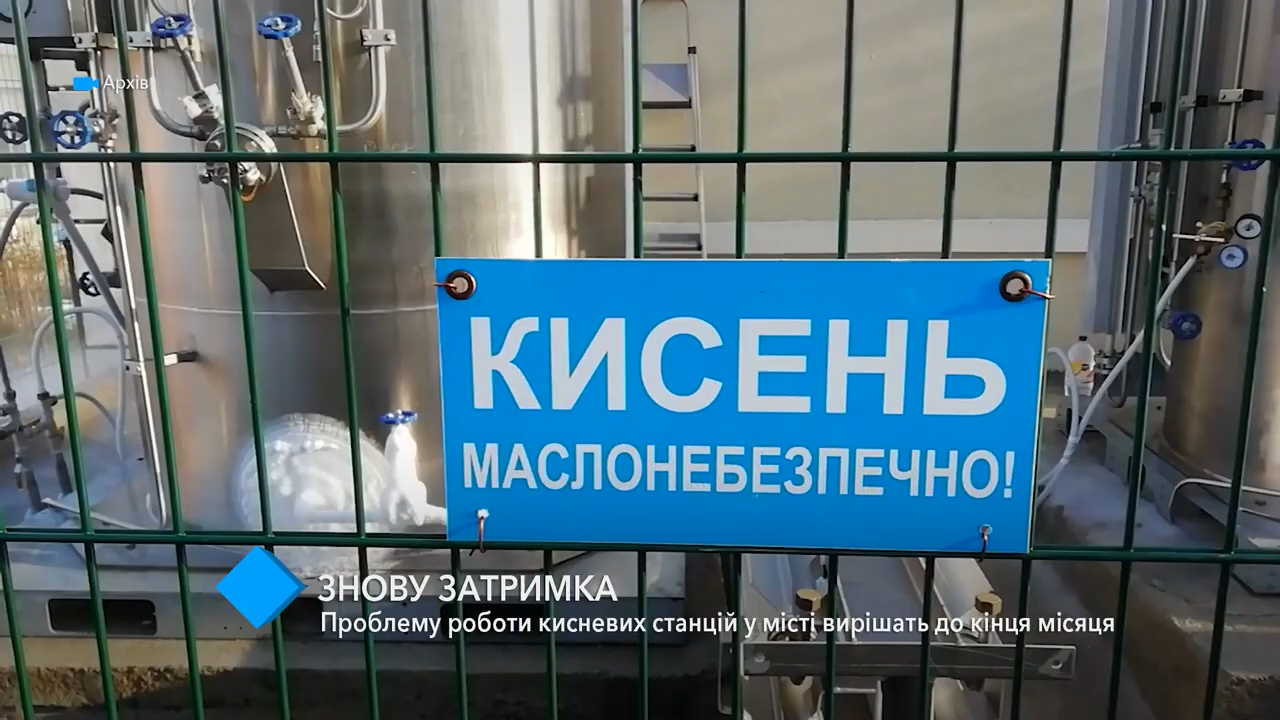 Архів
КИСЕНЬ
МАСЛОНЕБЕЗПЕЧНО!
ЗНОВУ ЗАТРИМКА
Проблему роботи кисневих станцій у місті вирішать до кінця місяця